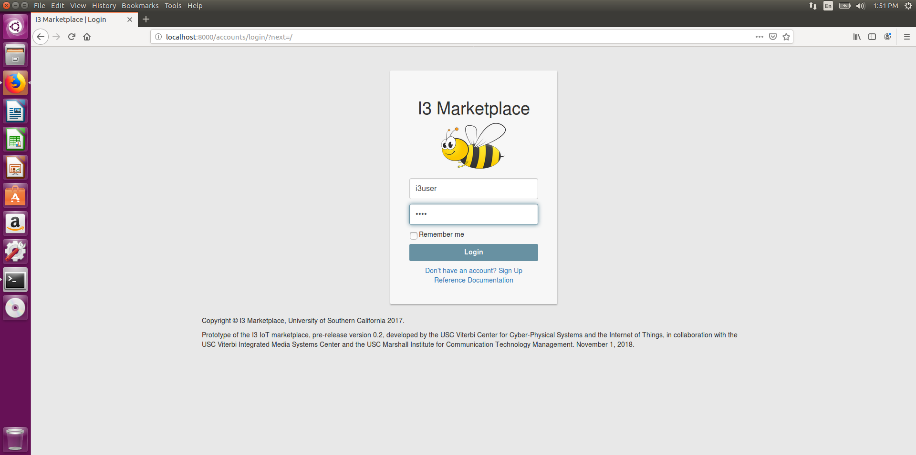 File Edit View History Bookmarks Tools Help
En
1:51 PM
I3 Marketplace | Login
localhost:8000/accounts/login/?next=/
I3 Marketplace
i3user
••••
Remember me
Login
Don't have an account? Sign Up
Reference Documentation
Copyright © I3 Marketplace, University of Southern California 2017.
Prototype of the I3 IoT marketplace, pre-release version 0.2, developed by the USC Viterbi Center for Cyber-Physical Systems and the Internet of Things, in collaboration with the
USC Viterbi Integrated Media Systems Center and the USC Marshall Institute for Communication Technology Management. November 1, 2018.